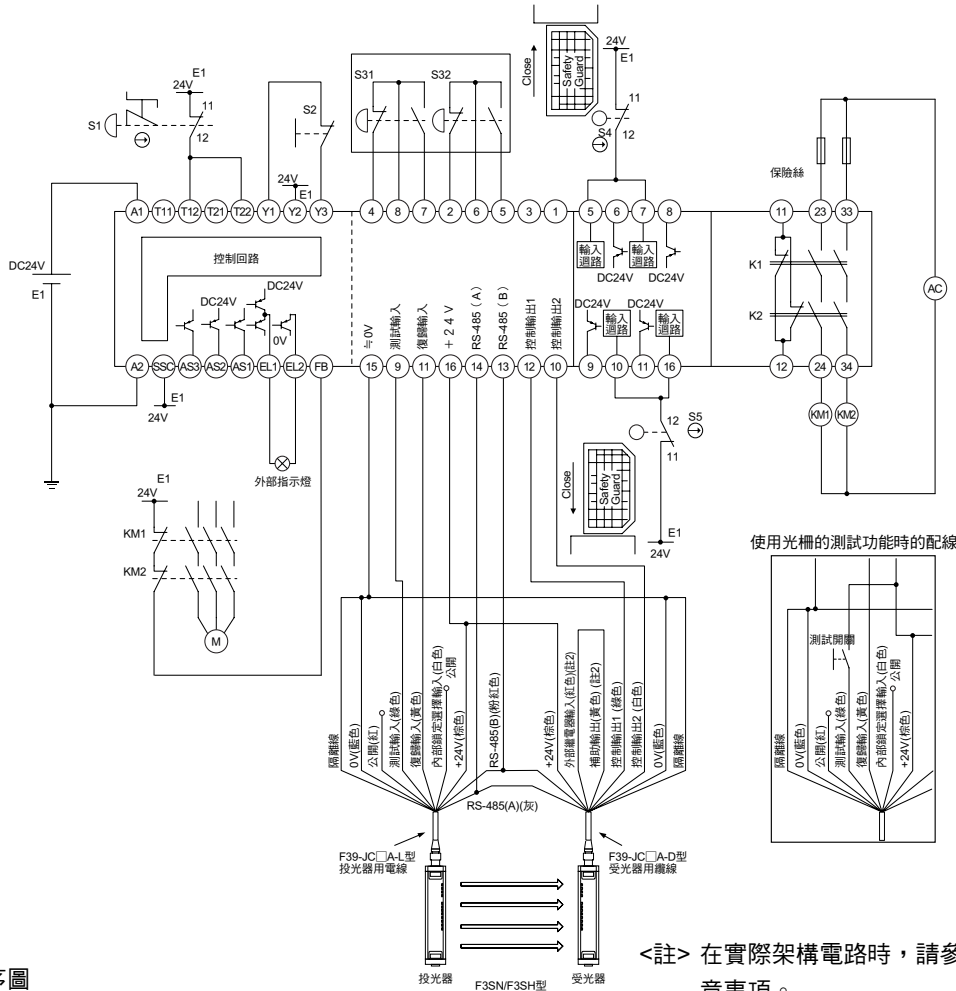 24V
E1
S1
11
12
S2
24V
E1
S31
S32
Close
Safety
Guard
24V
E1
11
S4
12
保險絲
A1 T11 T12 T21 T22 Y1 Y2 Y3 4 8 7 2 6 5 3 1 5 6 7 8 11 23 33
DC24V
E1
控制回路
DC24V
DC24V
0V
≒0V
測試輸入
復歸輸入
+24V
RS-485(A)
RS-485(B)
控制輸出1
控制輸出2
輸入
迴路
輸入
迴路
DC24V
DC24V
DC24V
DC24V
輸入
迴路
輸入
迴路
K1
K2
AC
A2 SSC AS3 AS2 AS1 EL1 EL2 FB 15 9 11 16 14 13 12 10 9 10 11 16 12 24 34
E1
24V
外部指示燈
KM1 KM2
12
S5
11
Close
Safety
Guard
E1
24V
E1
24V
KM1
KM2
M
隔離線
0V(藍色)
公開(紅)
測試輸入(綠色)
復歸輸入(黃色)
內部鎖定選擇輸入(白色)
公開
+24V(棕色)
RS-485(B)(粉紅色)
RS-485(A)(灰)
+24V(棕色)
外部繼電器輸入(紅色)(註2)
補助輸出(黃色) (註2)
控制輸出1 (綠色)
控制輸出2 (白色)
0V(藍色)
隔離線
F39-JC□A-L型
投光器用電線
F39-JC□A-D型
受光器用纜線
投光器
F3SN/F3SH型
受光器
使用光柵的測試功能時的配線
測試開關
隔離線
0V(藍色)
公開(紅)
測試輸入(綠色)
復歸輸入(黃色)
內部鎖定選擇輸入(白色)
公開
+24V(棕色)
<註> 在實際架構電路時，請參
意事項。
序圖